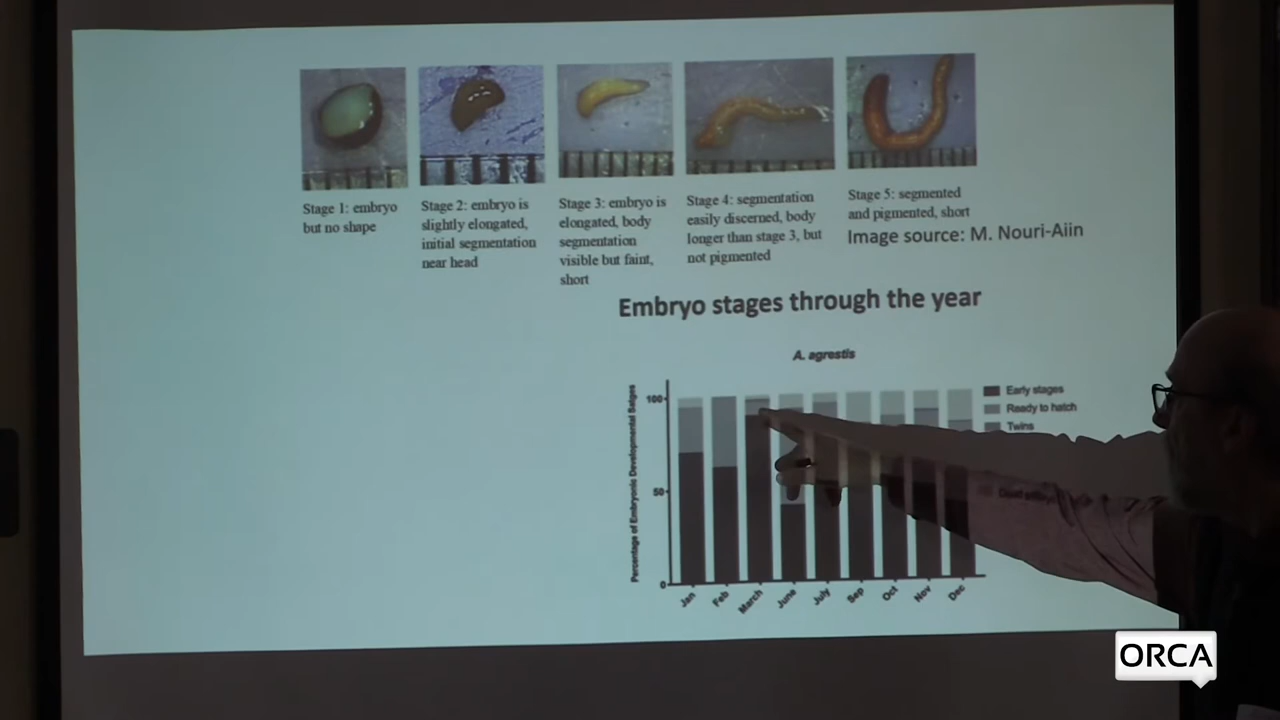 Stage 1: embryo
but no shape
Stage 2: embryo is
slightly elongated,
initial segmentation
near head
Stage 3: embryo is
elongated, body
segmentation
visible but faint,
short
Stage 4: segmentation
easily discerned, body
longer than stage 3, but
not pigmented
Stage 5: segmented
and pigmented, short
Image source: M. Nouri-Aiin
Embryo stages through the year
A. agrestis
Percentage of Embryonic Developmental Satges
100
50
0
Jan
Feb
March
June
July
Sep
Oct
Nov
Dec
Early stages
Ready to hatch
Twins
ORCA